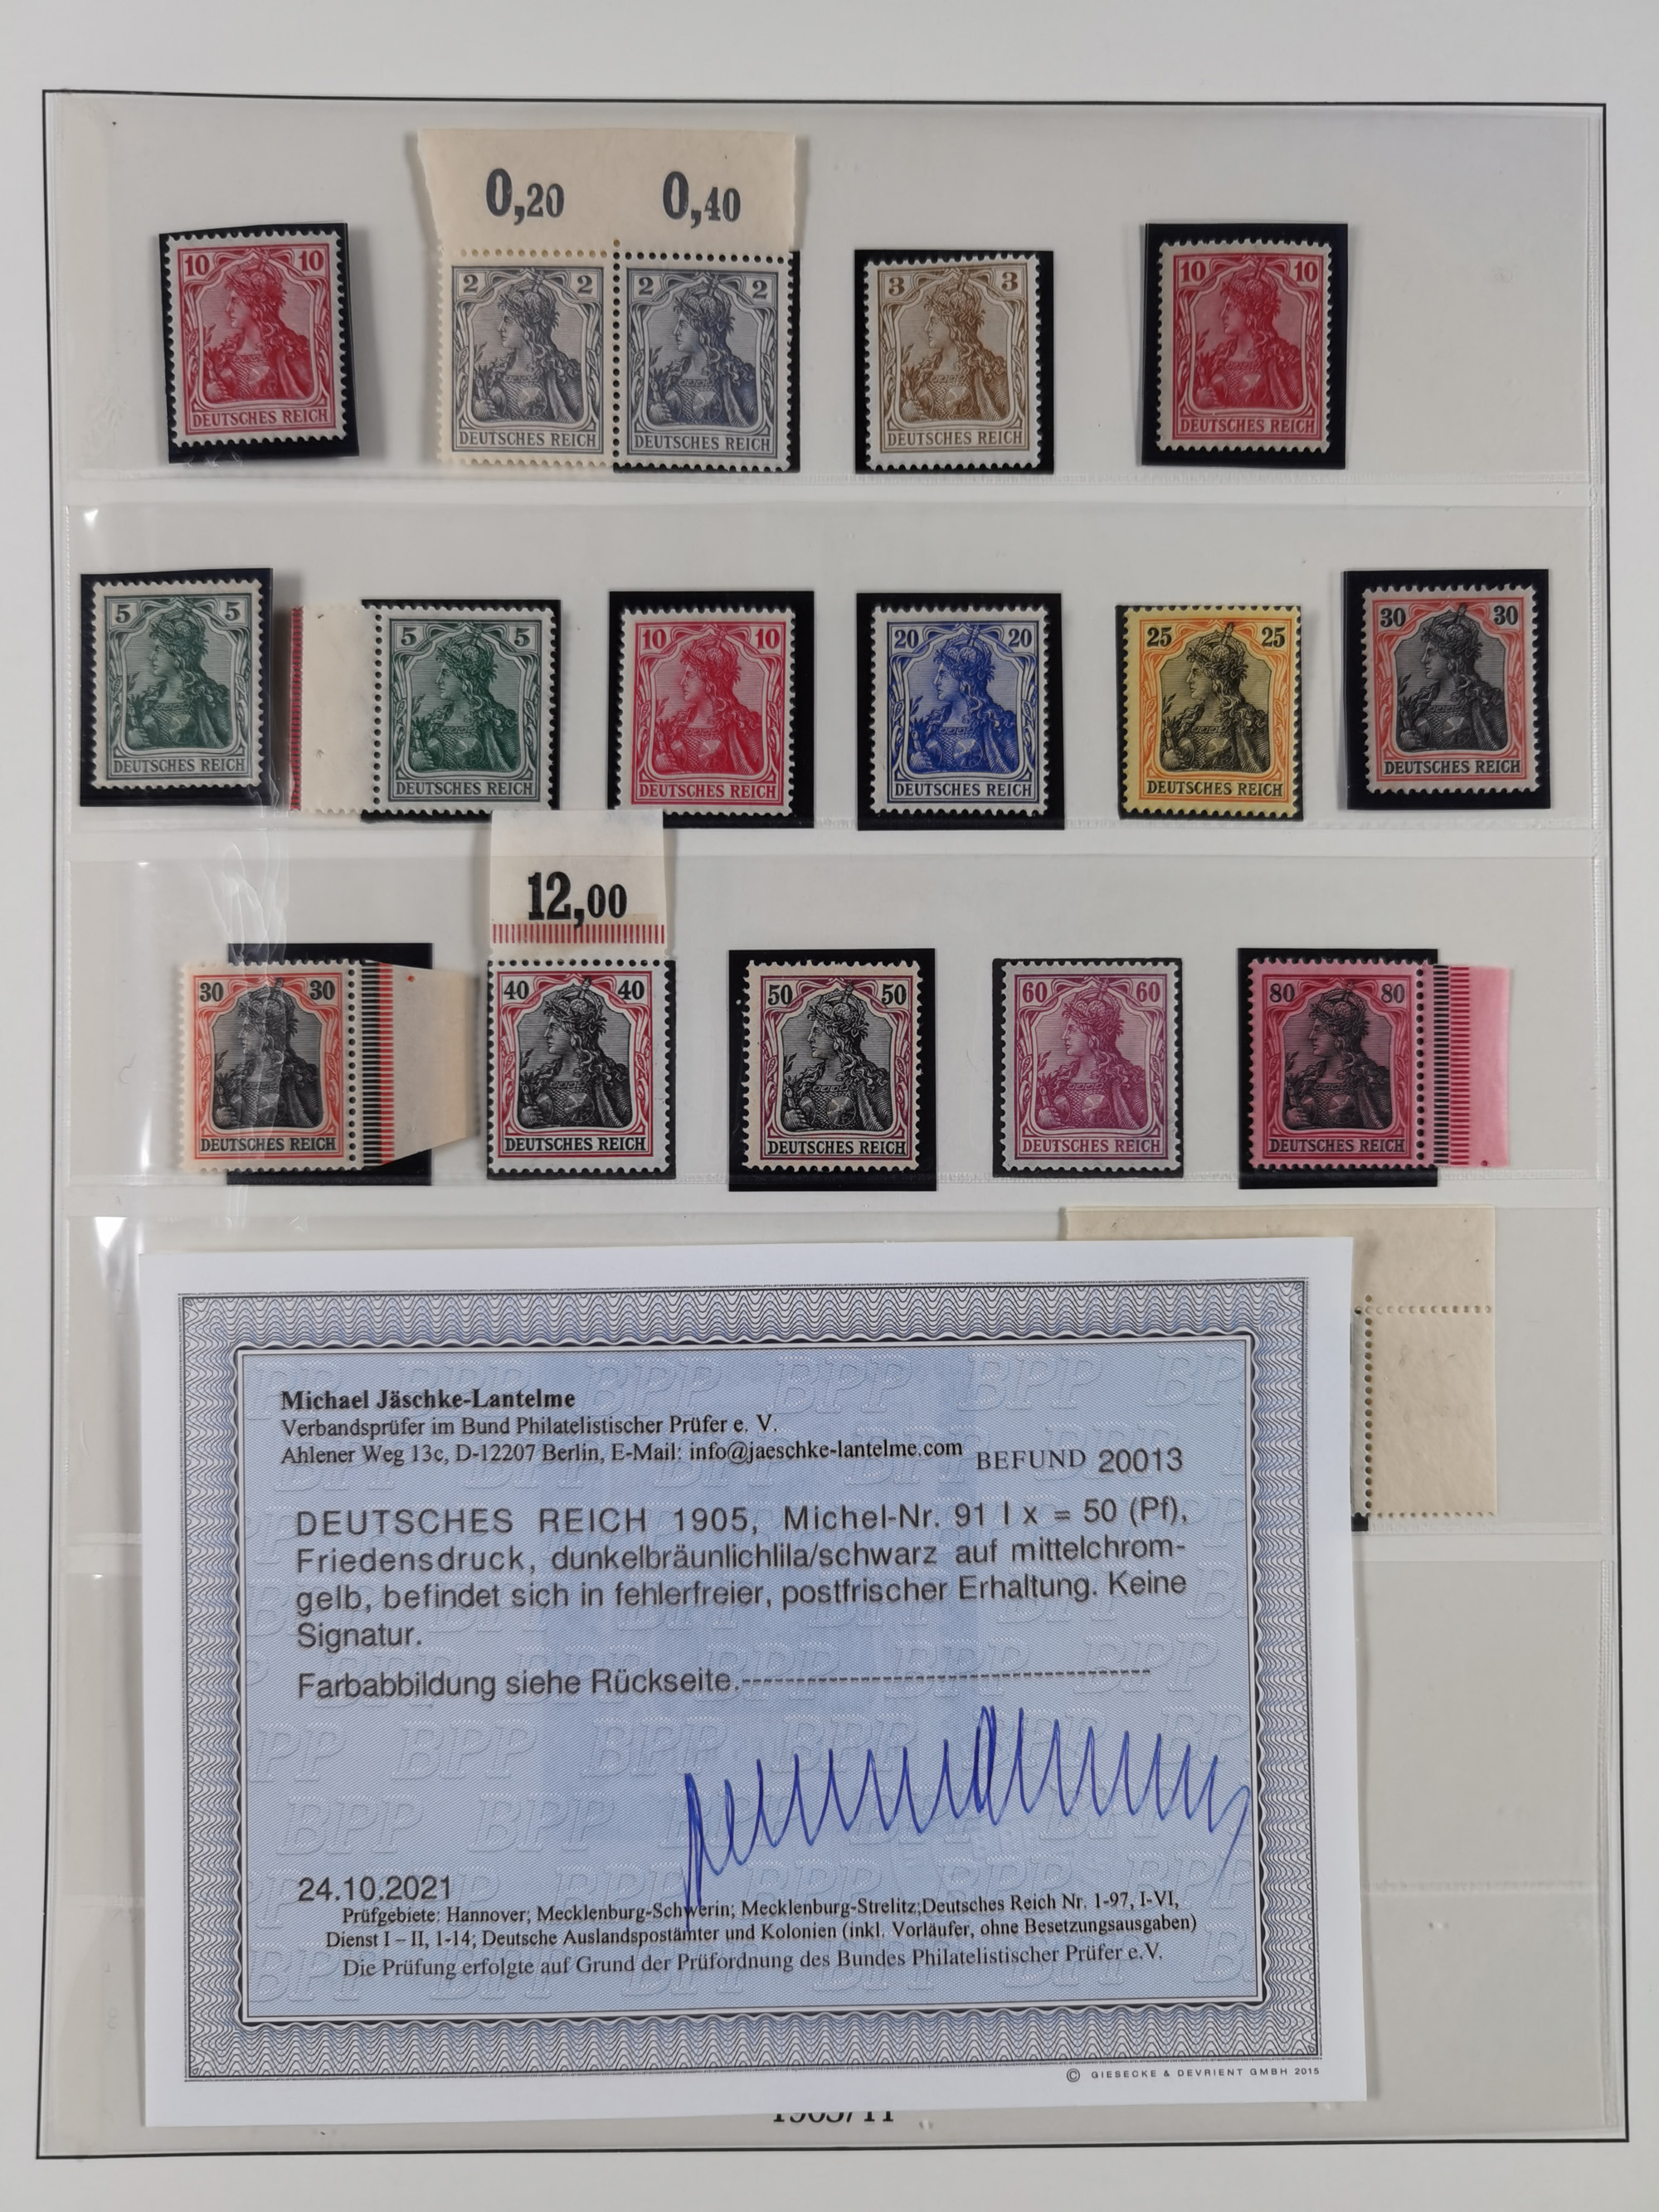 0,20 0,40
10 10
DEUTSCHES REICH
2 2
DEUTSCHES REICH
2 2
DEUTSCHES REICH
3 3
DEUTSCHES REICH
10 10
DEUTSCHES REICH
5 5
DEUTSCHES REICH
5 5
DEUTSCHES REICH
10 10
DEUTSCHES REICH
20 20
DEUTSCHES REICH
25 25
DEUTSCHES REICH
30 30
DEUTSCHES REICH
30 30
DEUTSCHES REICH
12,00
40 40
DEUTSCHES REICH
50 50
DEUTSCHES REICH
60 60
DEUTSCHES REICH
80 80
DEUTSCHES REICH
Michael Jäschke-Lantelme
Verbandsprüfer im Bund Philatelistischer Prüfer e. V.
Ahlener Weg 13c, D-12207 Berlin, E-Mail: info@jaeschke-lantelme.com
BEFUND 20013
DEUTSCHES REICH 1905, Michel-Nr. 91 I x = 50 (Pf),
Friedensdruck, dunkelbräunlichlila/schwarz auf mittelchrom-
gelb, befindet sich in fehlerfreier, postfrischer Erhaltung. Keine
Signatur.
Farbabbildung siehe Rückseite.---------------------------------------
24.10.2021
Prüfgebiete: Hannover; Mecklenburg-Schwerin; Mecklenburg-Strelitz;Deutsches Reich Nr. 1-97, I-VI,
Dienst I – II, 1-14; Deutsche Auslandspostämter und Kolonien (inkl. Vorläufer, ohne Besetzungsausgaben)
Die Prüfung erfolgte auf Grund der Prüfordnung des Bundes Philatelistischer Prüfer e.V.
© GIESECKE & DEVRIENT GMBH 2015